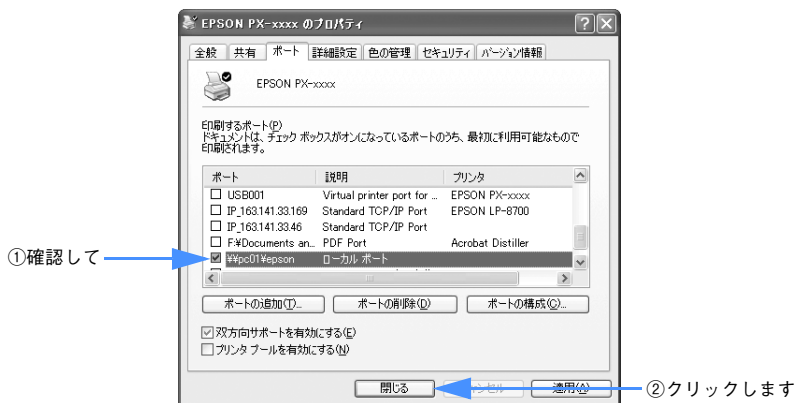 EPSON PX-xxxx のプロパティ
全般 共有 ポート 詳細設定 色の管理 セキュリティ バージョン情報
EPSON PX-xxxx
印刷するポート(P)
ドキュメントは、チェック ボックスがオンになっているポートのうち、最初に利用可能なもので
印刷されます。
ポート 説明 プリンタ
USB001 Virtual printer port for ... EPSON PX-xxxx
IP_163.141.33.169 Standard TCP/IP Port EPSON LP-8700
IP_163.141.33.46 Standard TCP/IP Port
F:¥Documents an... PDF Port Acrobat Distiller
①確認して
¥¥pc01¥epson ローカル ポート
ポートの追加(T)... ポートの削除(D) ポートの構成(C)...
双方向サポートを有効にする(E)
プリンタ プールを有効にする(N)
閉じる キャンセル 適用(A)
②クリックします